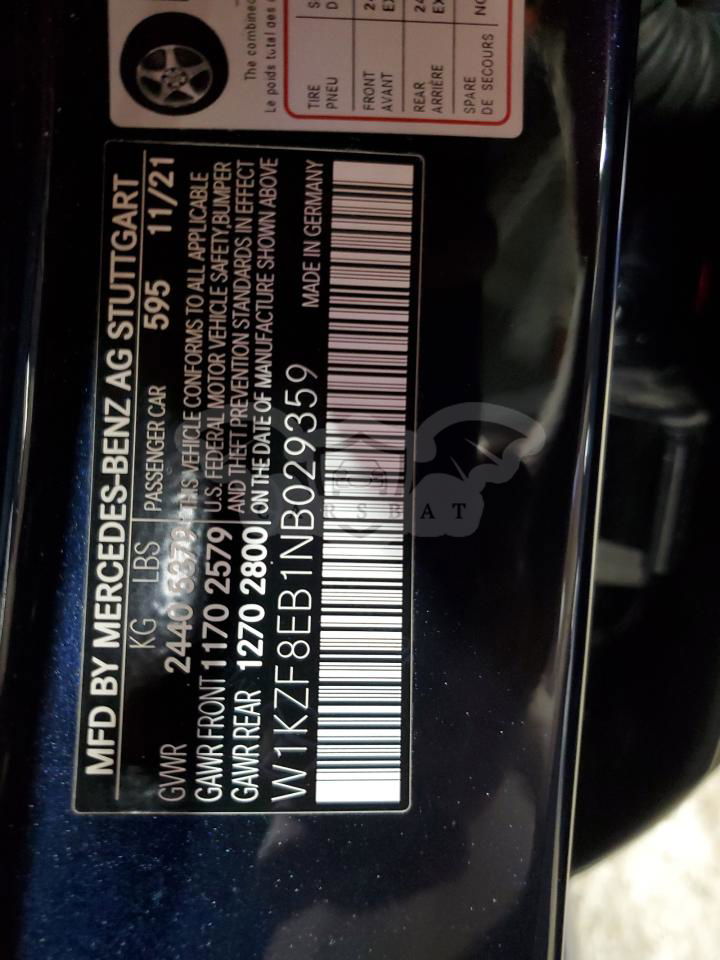 MFD BY MERCEDES-BENZ AG STUTTGART
KG LBS PASSENGER CAR 595 11/21
GVWR 2440 5379 THIS VEHICLE CONFORMS TO ALL APPLICABLE
GAWR FRONT 1170 2579 U.S. FEDERAL MOTOR VEHICLE SAFETY,BUMPER
GAWR REAR 1270 2800 AND THEFT PREVENTION STANDARDS IN EFFECT
ON THE DATE OF MANUFACTURE SHOWN ABOVE
W1KZF8EB1NB029359 MADE IN GERMANY
The combined
Le poids total des
TIRE
PNEU
FRONT
AVANT
REAR
ARRIÈRE
SPARE
DE SECOURS